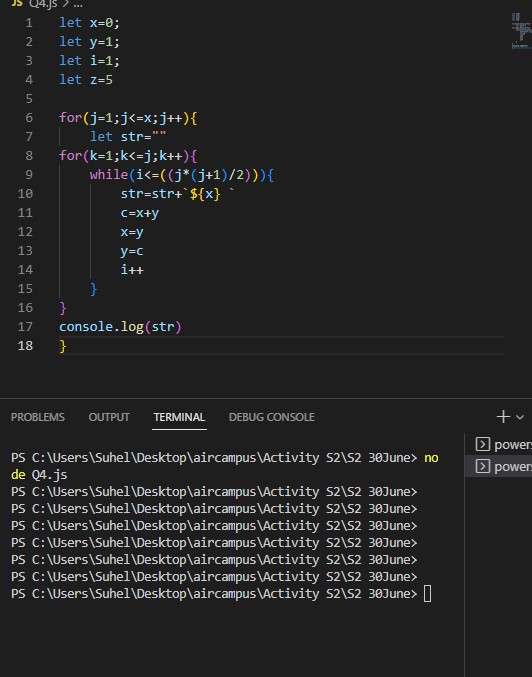 JS Q4.js > ...
1 let x=0;
2 let y=1;
3 let i=1;
4 let z=5
5
6 for(j=1;j<=x;j++){
7 let str=""
8 for(k=1;k<=j;k++){
9 while(i<=((j*(j+1)/2))){
10 str=str+`${x} `
11 c=x+y
12 x=y
13 y=c
14 i++
15 }
16 }
17 console.log(str)
18 }
PROBLEMS OUTPUT TERMINAL DEBUG CONSOLE
powers
powers
PS C:\Users\Suhel\Desktop\aircampus\Activity S2\S2 30June> no
de Q4.js
PS C:\Users\Suhel\Desktop\aircampus\Activity S2\S2 30June>
PS C:\Users\Suhel\Desktop\aircampus\Activity S2\S2 30June>
PS C:\Users\Suhel\Desktop\aircampus\Activity S2\S2 30June>
PS C:\Users\Suhel\Desktop\aircampus\Activity S2\S2 30June>
PS C:\Users\Suhel\Desktop\aircampus\Activity S2\S2 30June>
PS C:\Users\Suhel\Desktop\aircampus\Activity S2\S2 30June>
PS C:\Users\Suhel\Desktop\aircampus\Activity S2\S2 30June>